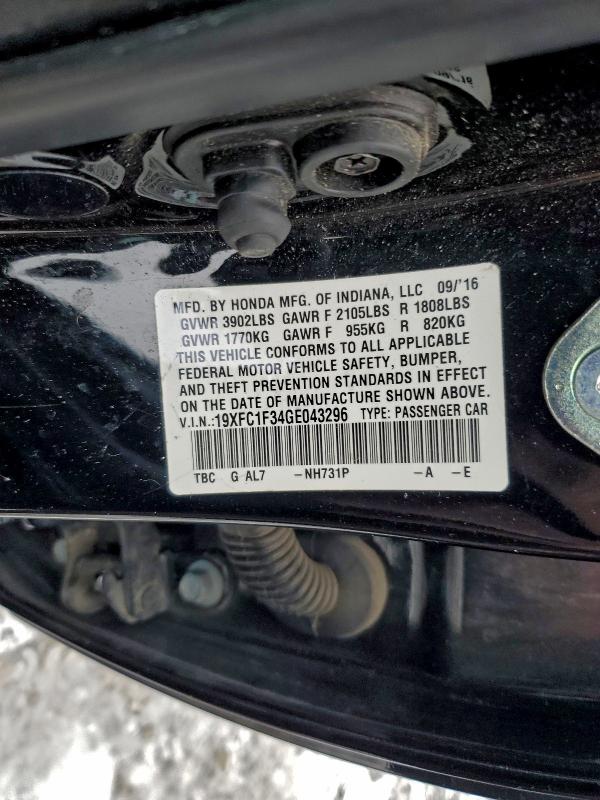 MFD. BY HONDA MFG. OF INDIANA, LLC 09/'16
GVWR 3902LBS GAWR F 2105LBS R 1808LBS
GVWR 1770KG GAWR F 955KG R 820KG
THIS VEHICLE CONFORMS TO ALL APPLICABLE
FEDERAL MOTOR VEHICLE SAFETY, BUMPER,
AND THEFT PREVENTION STANDARDS IN EFFECT
ON THE DATE OF MANUFACTURE SHOWN ABOVE.
V.I.N.:19XFC1F34GE043296 TYPE: PASSENGER CAR
TBC G AL7 -NH731P -A -E